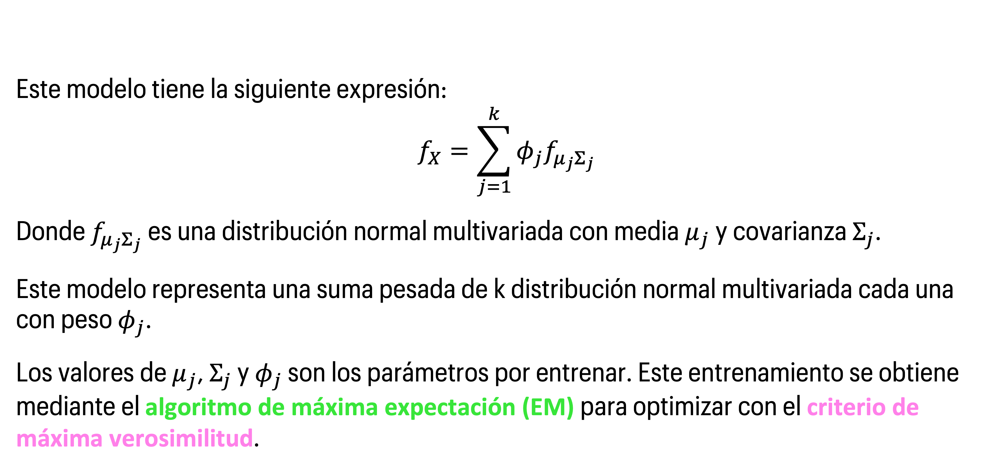 Este modelo tiene la siguiente expresión:
$f_X = \sum_{j=1}^{k} \phi_j f_{\mu_j \Sigma_j}$
Donde $f_{\mu_j \Sigma_j}$ es una distribución normal multivariada con media $\mu_j$ y covarianza $\Sigma_j$.
Este modelo representa una suma pesada de k distribución normal multivariada cada una
con peso $\phi_j$.
Los valores de $\mu_j$, $\Sigma_j$ y $\phi_j$ son los parámetros por entrenar. Este entrenamiento se obtiene
mediante el algoritmo de máxima expectación (EM) para optimizar con el criterio de
máxima verosimilitud.